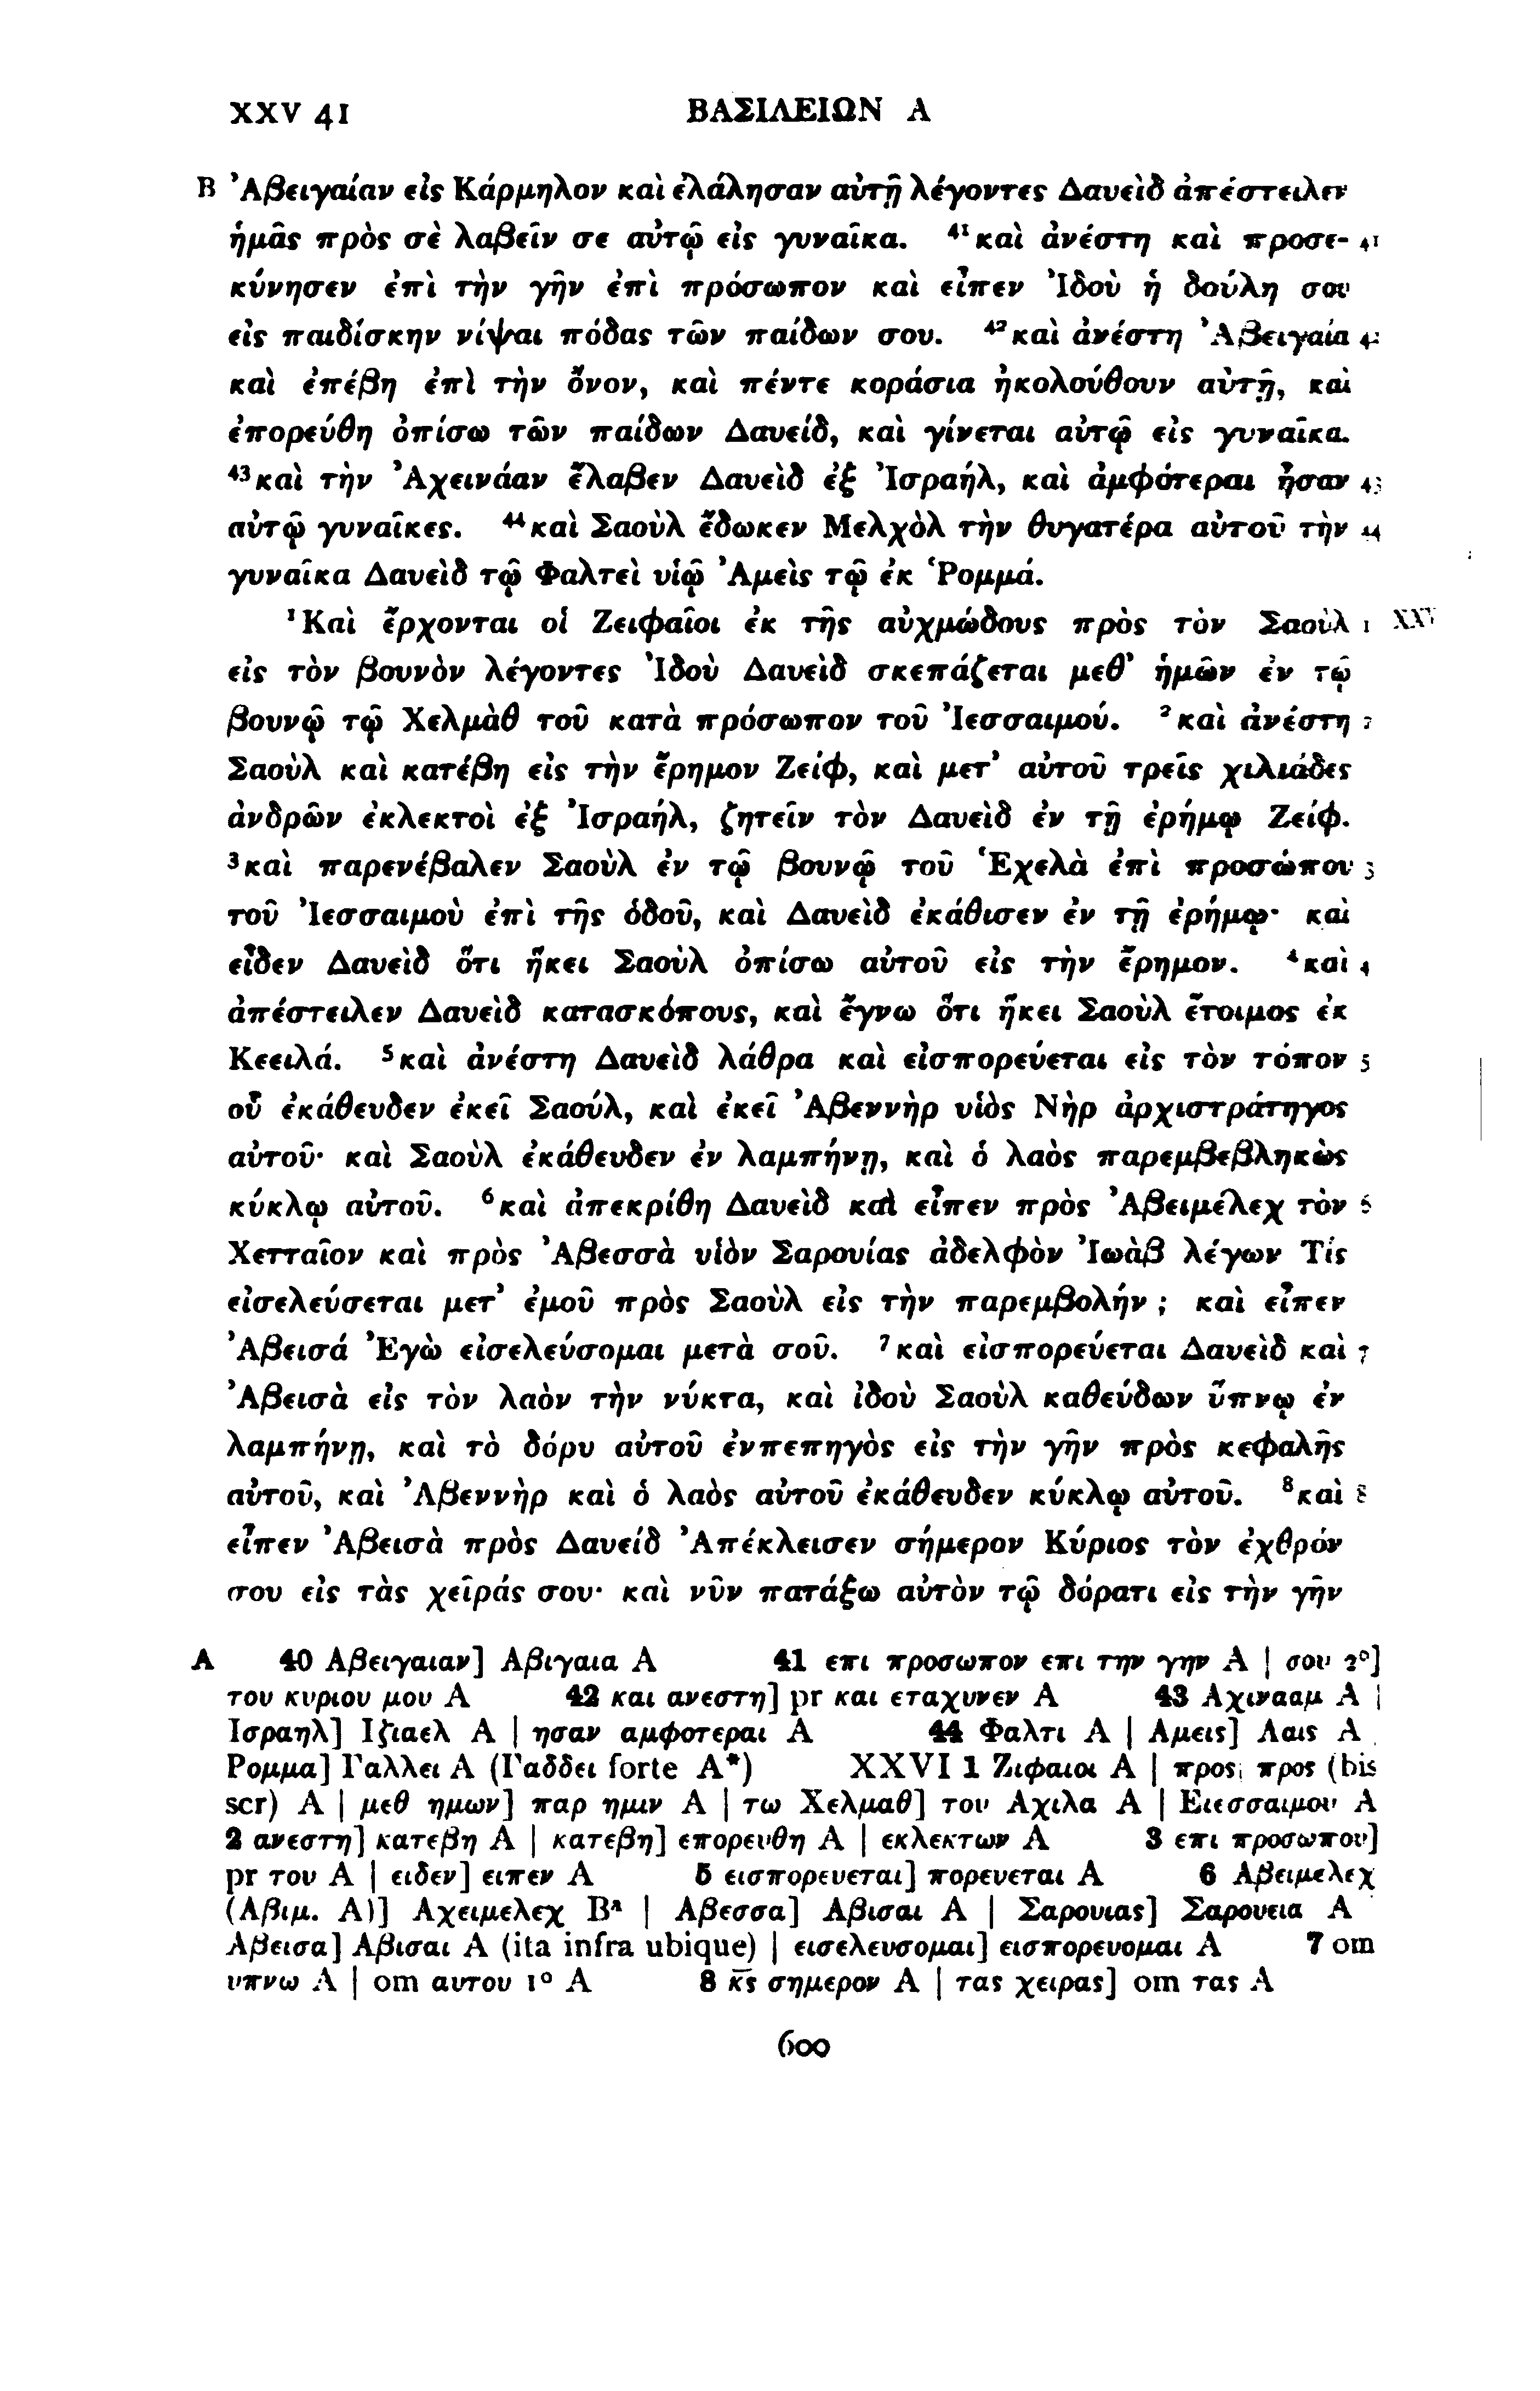 XXV 41 ΒΑΣΙΛΕΙΩΝ Α
B Ἀβειγαίαν εἰς Κάρμηλον καὶ ἐλάλησαν αὐτῇ λέγοντες Δαυεὶδ ἀπέστειλεν
ἡμᾶς πρὸς σὲ λαβεῖν σε αὐτῷ εἰς γυναῖκα. ⁴¹καὶ ἀνέστη καὶ προσε- 41
κύνησεν ἐπὶ τὴν γῆν ἐπὶ πρόσωπον καὶ εἶπεν Ἰδοὺ ἡ δούλη σου
εἰς παιδίσκην νίψαι πόδας τῶν παίδων σου. ⁴²καὶ ἀνέστη Ἀβειγαία 42
καὶ ἐπέβη ἐπὶ τὴν ὄνον, καὶ πέντε κοράσια ἠκολούθουν αὐτῇ, καὶ
ἐπορεύθη ὀπίσω τῶν παίδων Δαυείδ, καὶ γίνεται αὐτῷ εἰς γυναῖκα.
⁴³καὶ τὴν Ἀχεινάαν ἔλαβεν Δαυεὶδ ἐξ Ἰσραήλ, καὶ ἀμφότεραι ἦσαν 43
αὐτῷ γυναῖκες. ⁴⁴καὶ Σαοὺλ ἔδωκεν Μελχὸλ τὴν θυγατέρα αὐτοῦ τὴν 44
γυναῖκα Δαυεὶδ τῷ Φαλτεὶ υἱῷ Ἀμεὶς τῷ ἐκ Ῥομμά.
¹Καὶ ἔρχονται οἱ Ζειφαῖοι ἐκ τῆς αὐχμώδους πρὸς τὸν Σαοὺλ 1 XXVI
εἰς τὸν βουνὸν λέγοντες Ἰδοὺ Δαυεὶδ σκεπάζεται μεθ᾽ ἡμῶν ἐν τῷ
βουνῷ τῷ Χελμὰθ τοῦ κατὰ πρόσωπον τοῦ Ἰεσσαιμού. ²καὶ ἀνέστη 2
Σαοὺλ καὶ κατέβη εἰς τὴν ἔρημον Ζείφ, καὶ μετ᾽ αὐτοῦ τρεῖς χιλιάδες
ἀνδρῶν ἐκλεκτοὶ ἐξ Ἰσραήλ, ζητεῖν τὸν Δαυεὶδ ἐν τῇ ἐρήμῳ Ζείφ.
³καὶ παρενέβαλεν Σαοὺλ ἐν τῷ βουνῷ τοῦ Ἑχελὰ ἐπὶ προσώπου 3
τοῦ Ἰεσσαιμοὺ ἐπὶ τῆς ὁδοῦ, καὶ Δαυεὶδ ἐκάθισεν ἐν τῇ ἐρήμῳ· καὶ
εἶδεν Δαυεὶδ ὅτι ἥκει Σαοὺλ ὀπίσω αὐτοῦ εἰς τὴν ἔρημον. ⁴καὶ 4
ἀπέστειλεν Δαυεὶδ κατασκόπους, καὶ ἔγνω ὅτι ἥκει Σαοὺλ ἕτοιμος ἐκ
Κεειλά. ⁵καὶ ἀνέστη Δαυεὶδ λάθρα καὶ εἰσπορεύεται εἰς τὸν τόπον 5
οὗ ἐκάθευδεν ἐκεῖ Σαούλ, καὶ ἐκεῖ Ἀβεννὴρ υἱὸς Νὴρ ἀρχιστράτηγος
αὐτοῦ· καὶ Σαοὺλ ἐκάθευδεν ἐν λαμπήνῃ, καὶ ὁ λαὸς παρεμβεβληκὼς
κύκλῳ αὐτοῦ. ⁶καὶ ἀπεκρίθη Δαυεὶδ καὶ εἶπεν πρὸς Ἀβειμέλεχ τὸν 6
Χετταῖον καὶ πρὸς Ἀβεσσὰ υἱὸν Σαρουίας ἀδελφὸν Ἰωὰβ λέγων Τίς
εἰσελεύσεται μετ᾽ ἐμοῦ πρὸς Σαοὺλ εἰς τὴν παρεμβολήν; καὶ εἶπεν
Ἀβεισά Ἐγὼ εἰσελεύσομαι μετὰ σοῦ. ⁷καὶ εἰσπορεύεται Δαυεὶδ καὶ 7
Ἀβεισὰ εἰς τὸν λαὸν τὴν νύκτα, καὶ ἰδοὺ Σαοὺλ καθεύδων ὕπνῳ ἐν
λαμπήνῃ, καὶ τὸ δόρυ αὐτοῦ ἐνπεπηγὸς εἰς τὴν γῆν πρὸς κεφαλῆς
αὐτοῦ, καὶ Ἀβεννὴρ καὶ ὁ λαὸς αὐτοῦ ἐκάθευδεν κύκλῳ αὐτοῦ. ⁸καὶ 8
εἶπεν Ἀβεισὰ πρὸς Δαυείδ Ἀπέκλεισεν σήμερον Κύριος τὸν ἐχθρόν
σου εἰς τὰς χεῖράς σου· καὶ νῦν πατάξω αὐτὸν τῷ δόρατι εἰς τὴν γῆν
A 40 Αβειγαιαν] Αβιγαια A 41 επι προσωπον επι την γην A | σου 2°]
του κυριου μου A 42 και ανεστη] pr και εταχυνεν A 43 Αχιναaμ A |
Ισραηλ] Ιζιαελ A | ησαν αμφοτεραι A 44 Φαλτι A | Αμεις] Λαις A
Ρομμα] Γαλλει A (Γαδδει forte A*) XXVI 1 Ζιφαιοι A | προς] προς (bis
scr) A | μεθ ημων] παρ ημιν A | τω Χελμαθ] του Αχιλα A | Ειεσσαιμου A
2 ανεστη] κατεβη A | κατεβη] επορευθη A | εκλεκτων A 3 επι προσωπου]
pr του A | ειδεν] ειπεν A 5 εισπορευεται] πορευεται A 6 Αβειμελεχ
(Αβιμ. A)] Αχειμελεχ Bᵃ | Αβεσσα] Αβισαι A | Σαρουιας] Σαρουεια A
Αβεισα] Αβισαι A (ita infra ubique) | εισελευσομαι] εισπορευομαι A 7 om
υπνω A | om αυτου 1° A 8 κ̅ς̅ σημερον A | τας χειρας] om τας A
600